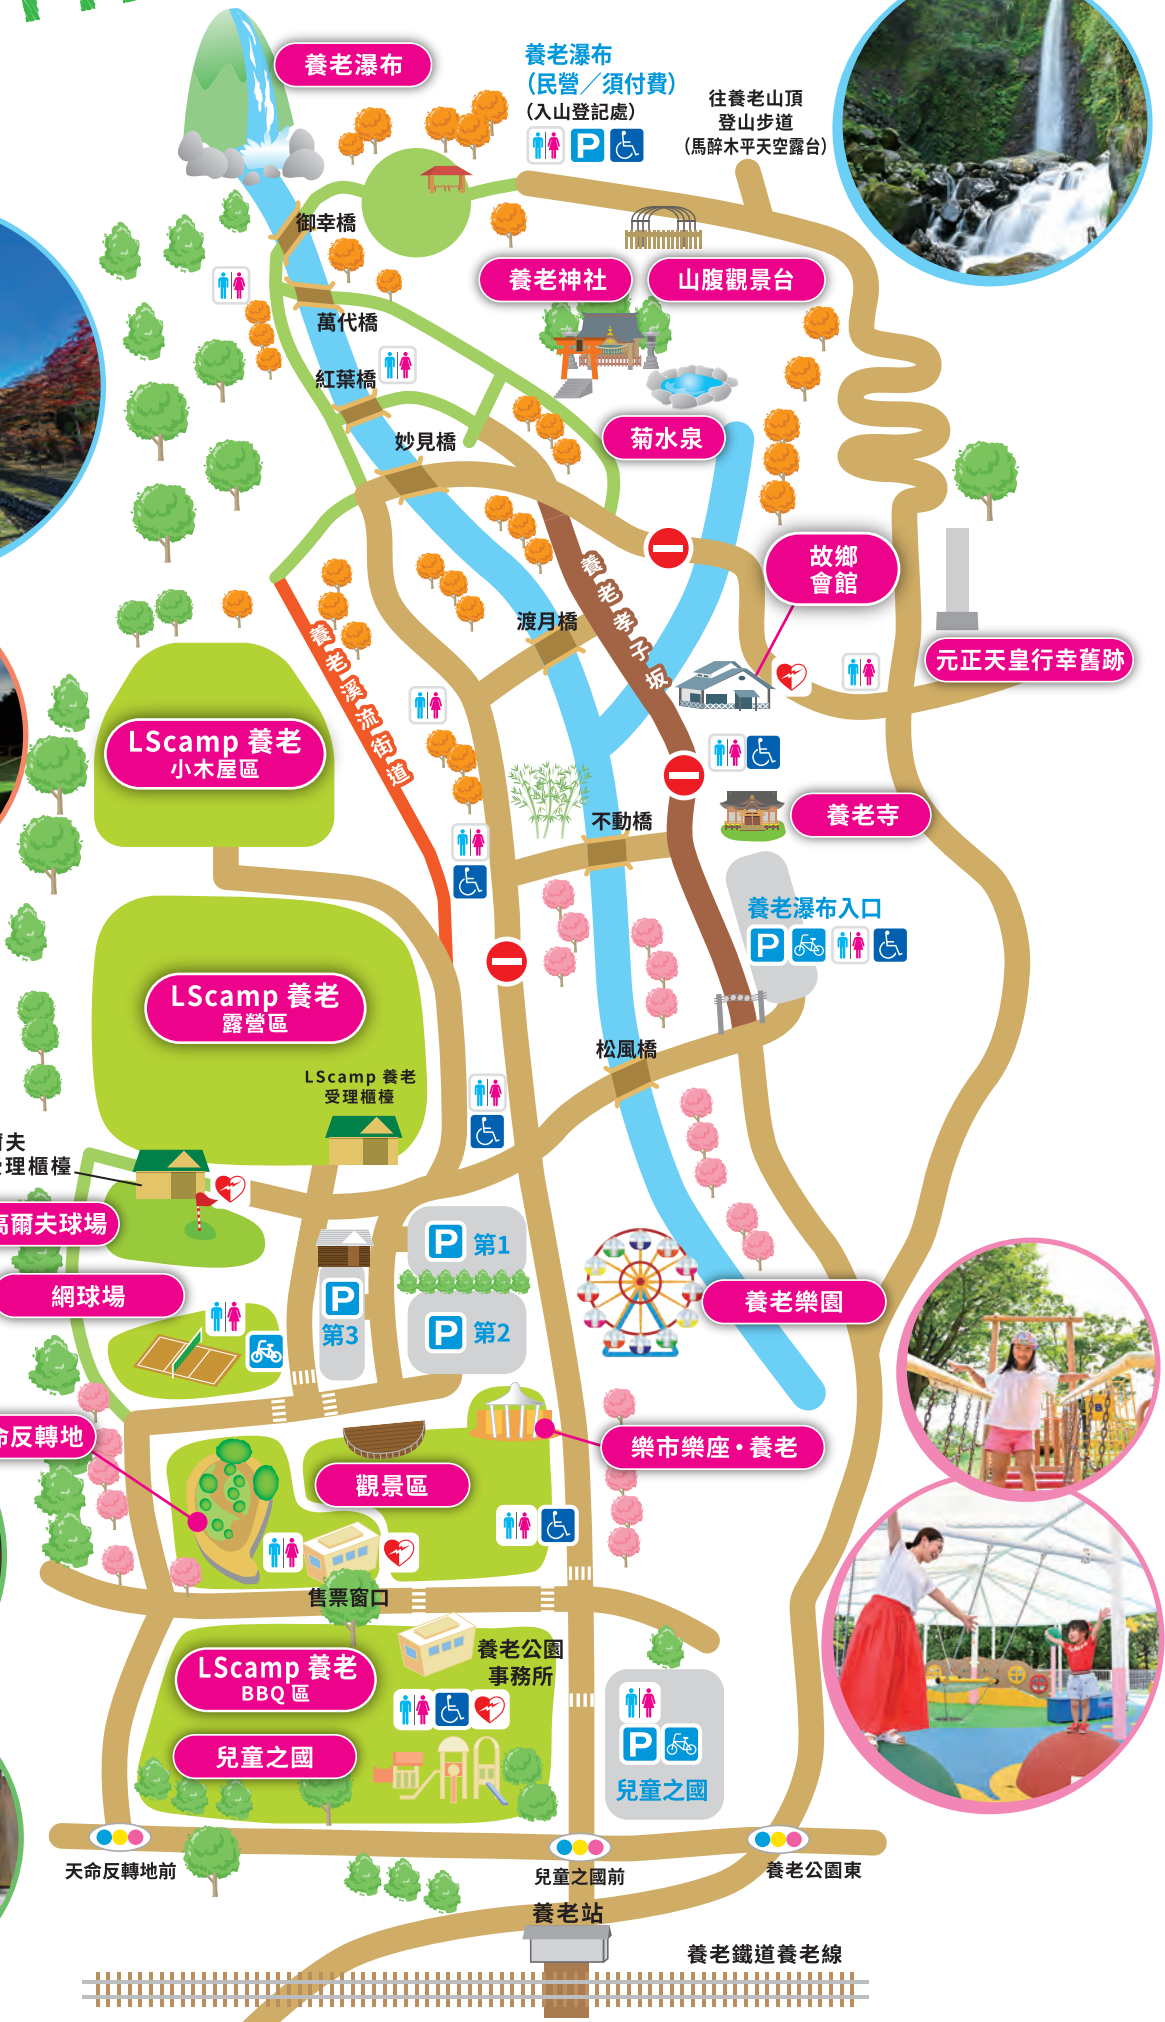 養老瀑布
養老瀑布
（民營／須付費）
（入山登記處）
P
往養老山頂
登山步道
（馬醉木平天空露台）
御幸橋
養老神社
山腹觀景台
萬代橋
紅葉橋
妙見橋
菊水泉
故鄉
會館
養老孝子坂
渡月橋
元正天皇行幸舊跡
養老溪流街道
LScamp 養老
小木屋區
不動橋
養老寺
養老瀑布入口
P
LScamp 養老
露營區
松風橋
LScamp 養老
受理櫃檯
爾夫
受理櫃檯
高爾夫球場
P 第1
網球場
P
第3
P 第2
養老樂園
命反轉地
觀景區
樂市樂座・養老
售票窗口
LScamp 養老
BBQ 區
養老公園
事務所
兒童之國
P
兒童之國
天命反轉地前
兒童之國前
養老公園東
養老站
養老鐵道養老線